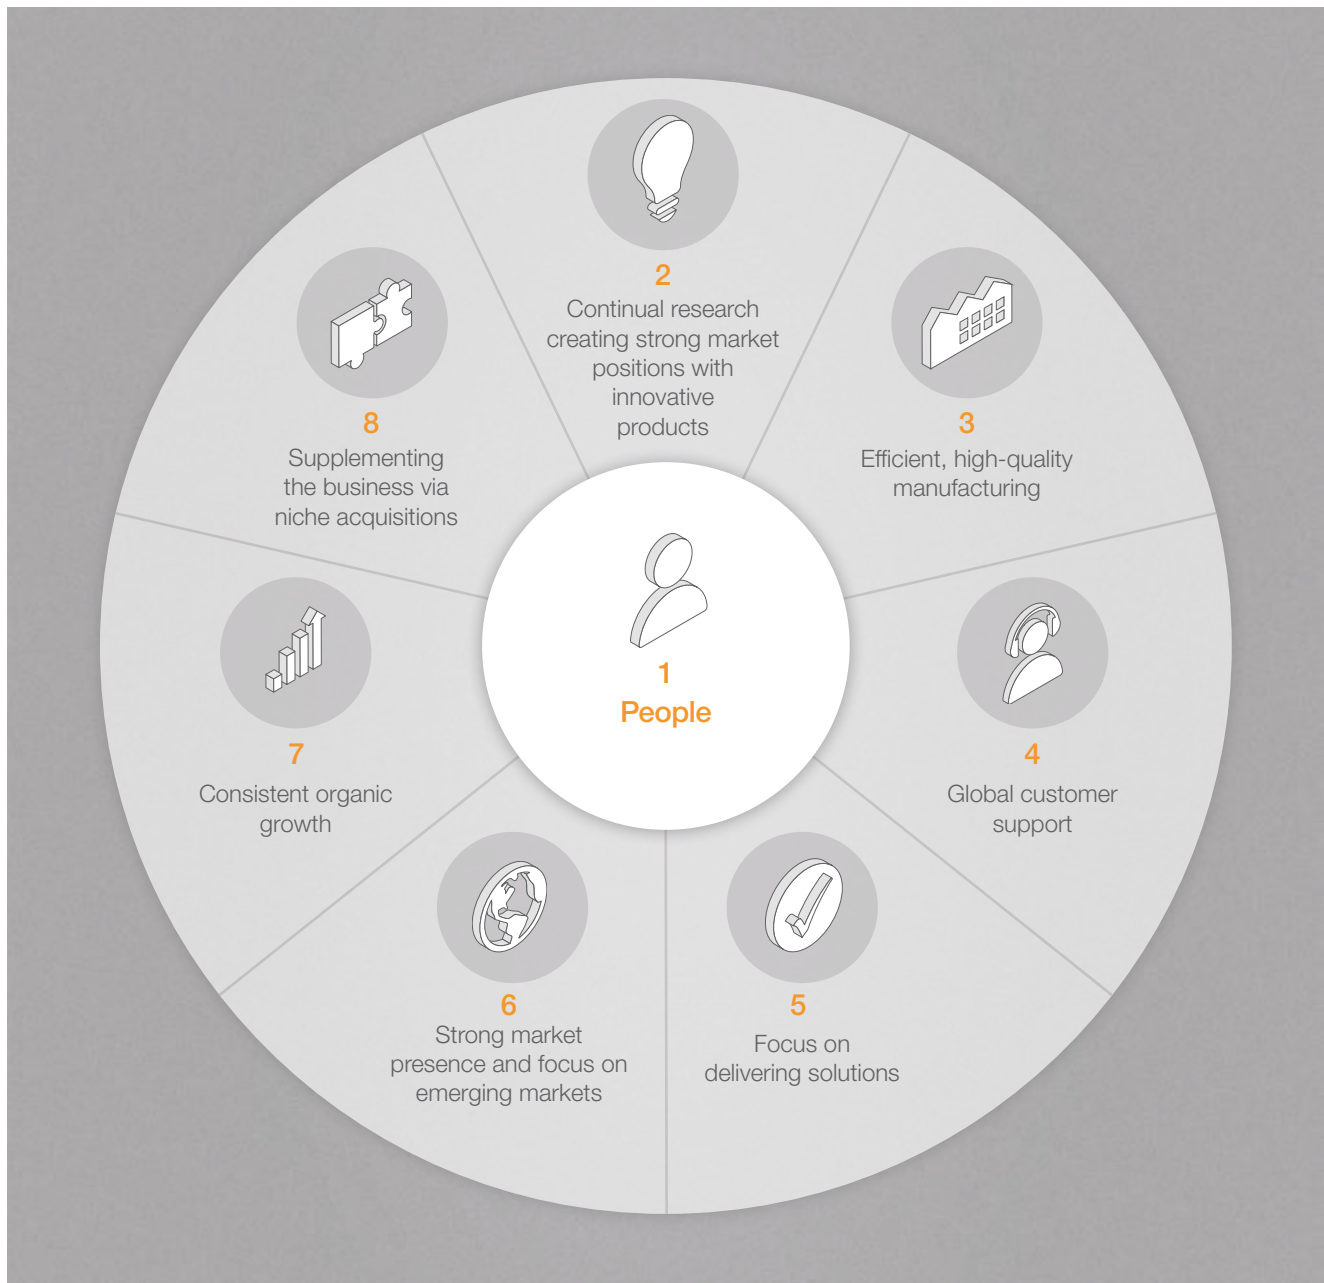 1
People
2
Continual research
creating strong market
positions with
innovative
products
3
Efficient, high-quality
manufacturing
4
Global customer
support
5
Focus on
delivering solutions
6
Strong market
presence and focus on
emerging markets
7
Consistent organic
growth
8
Supplementing
the business via
niche acquisitions